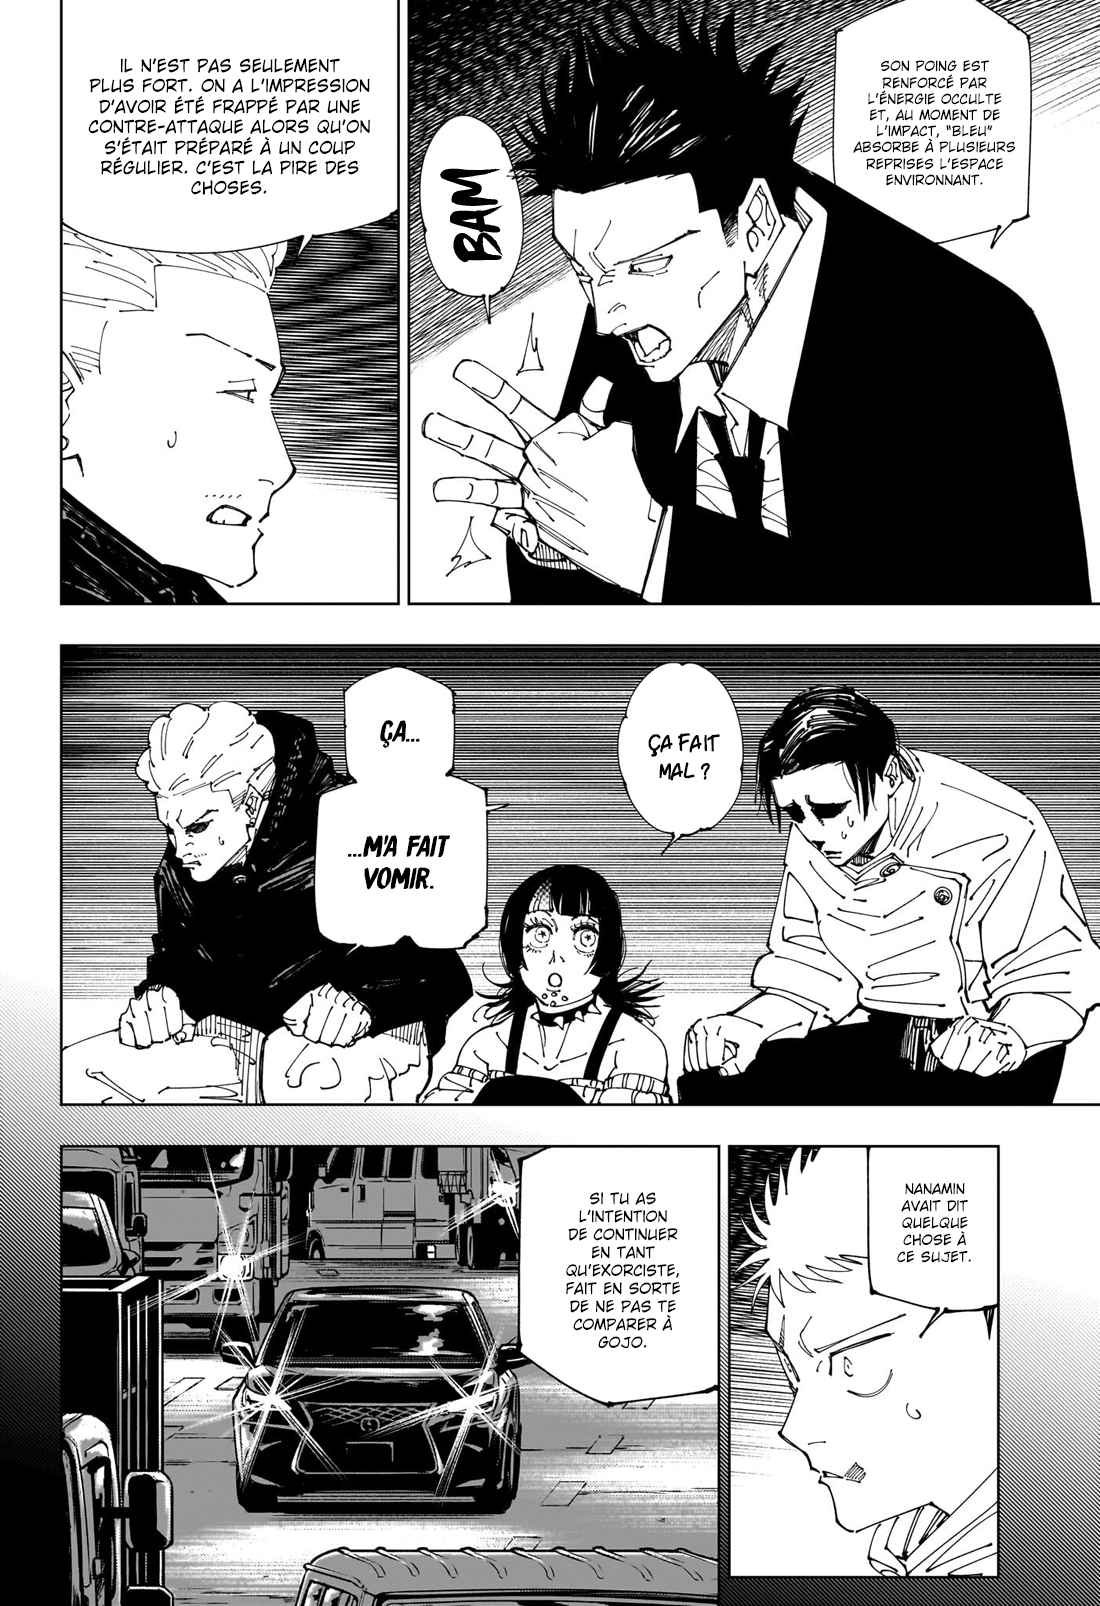 SON POING EST
RENFORCÉ PAR
L'ÉNERGIE OCCULTE
ET, AU MOMENT DE
L'IMPACT, "BLEU"
ABSORBE À PLUSIEURS
REPRISES L'ESPACE
ENVIRONNANT.
BAM
IL N'EST PAS SEULEMENT
PLUS FORT. ON A L'IMPRESSION
D'AVOIR ÉTÉ FRAPPÉ PAR UNE
CONTRE-ATTAQUE ALORS QU'ON
S'ÉTAIT PRÉPARÉ À UN COUP
RÉGULIER. C'EST LA PIRE DES
CHOSES.
ÇA FAIT
MAL ?
ÇA...
...M'A FAIT
VOMIR.
NANAMIN
AVAIT DIT
QUELQUE
CHOSE À
CE SUJET.
SI TU AS
L'INTENTION
DE CONTINUER
EN TANT
QU'EXORCISTE,
FAIT EN SORTE
DE NE PAS TE
COMPARER À
GOJO.